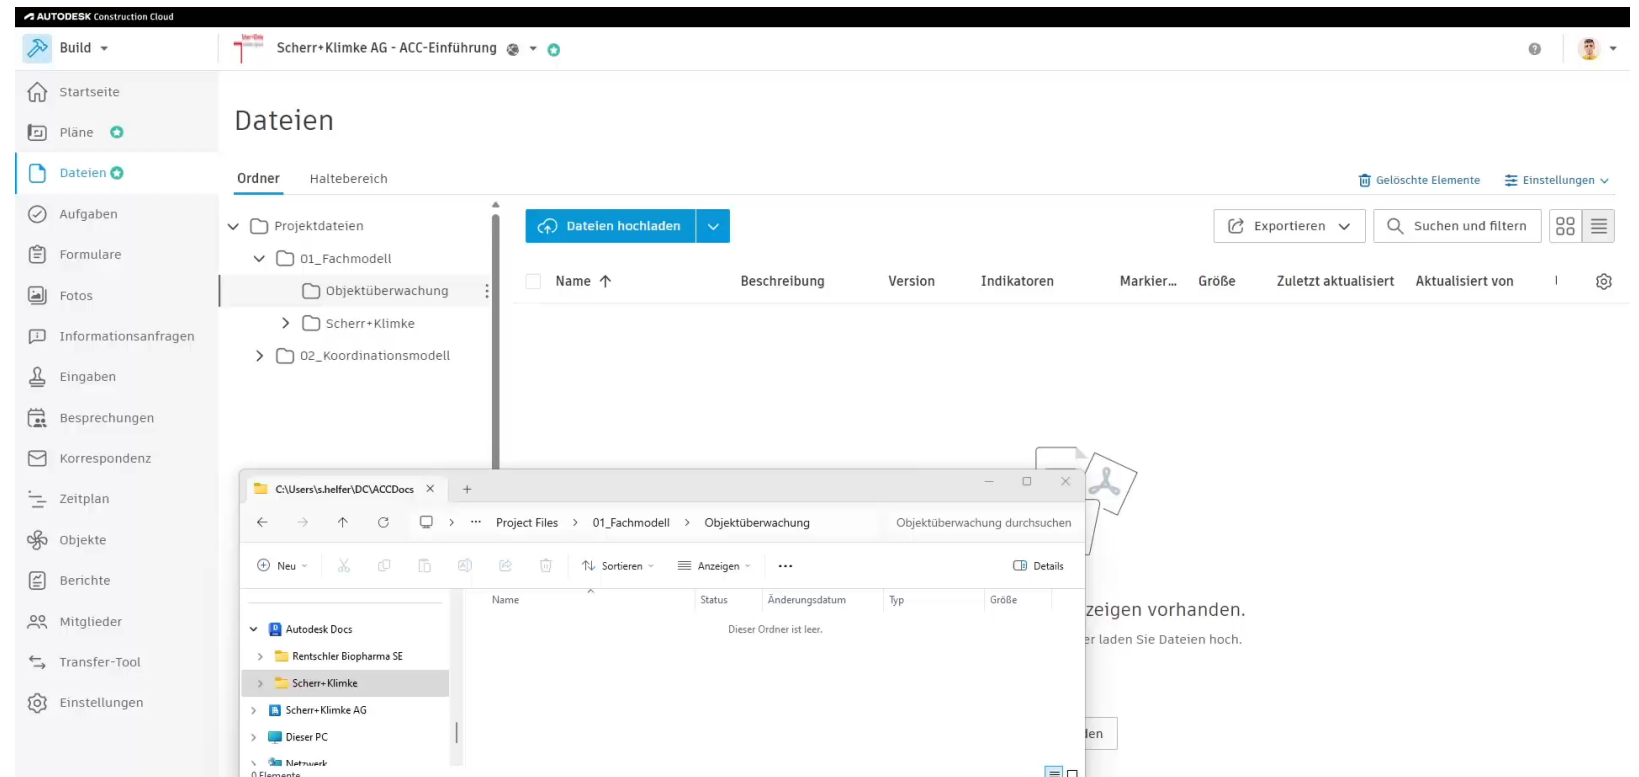 AUTODESK Construction Cloud
Build
Scherr+Klimke AG - ACC-Einführung
Startseite
Pläne
Dateien
Aufgaben
Formulare
Fotos
Informationsanfragen
Eingaben
Besprechungen
Korrespondenz
Zeitplan
Objekte
Berichte
Mitglieder
Transfer-Tool
Einstellungen
Dateien
Ordner Haltebereich
Gelöschte Elemente Einstellungen
Projektdateien
01_Fachmodell
Objektüberwachung
Scherr+Klimke
02_Koordinationsmodell
Dateien hochladen
Exportieren Suchen und filtern
Name Beschreibung Version Indikatoren Markier... Größe Zuletzt aktualisiert Aktualisiert von
zeigen vorhanden.
er laden Sie Dateien hoch.
C:\Users\s.helfer\DC\ACCDocs
Project Files > 01_Fachmodell > Objektüberwachung
Objektüberwachung durchsuchen
Neu Sortieren Anzeigen Details
Name Status Änderungsdatum Typ Größe
Dieser Ordner ist leer.
Autodesk Docs
Rentschler Biopharma SE
Scherr+Klimke
Scherr+Klimke AG
Dieser PC
Netzwerk
0 Elemente